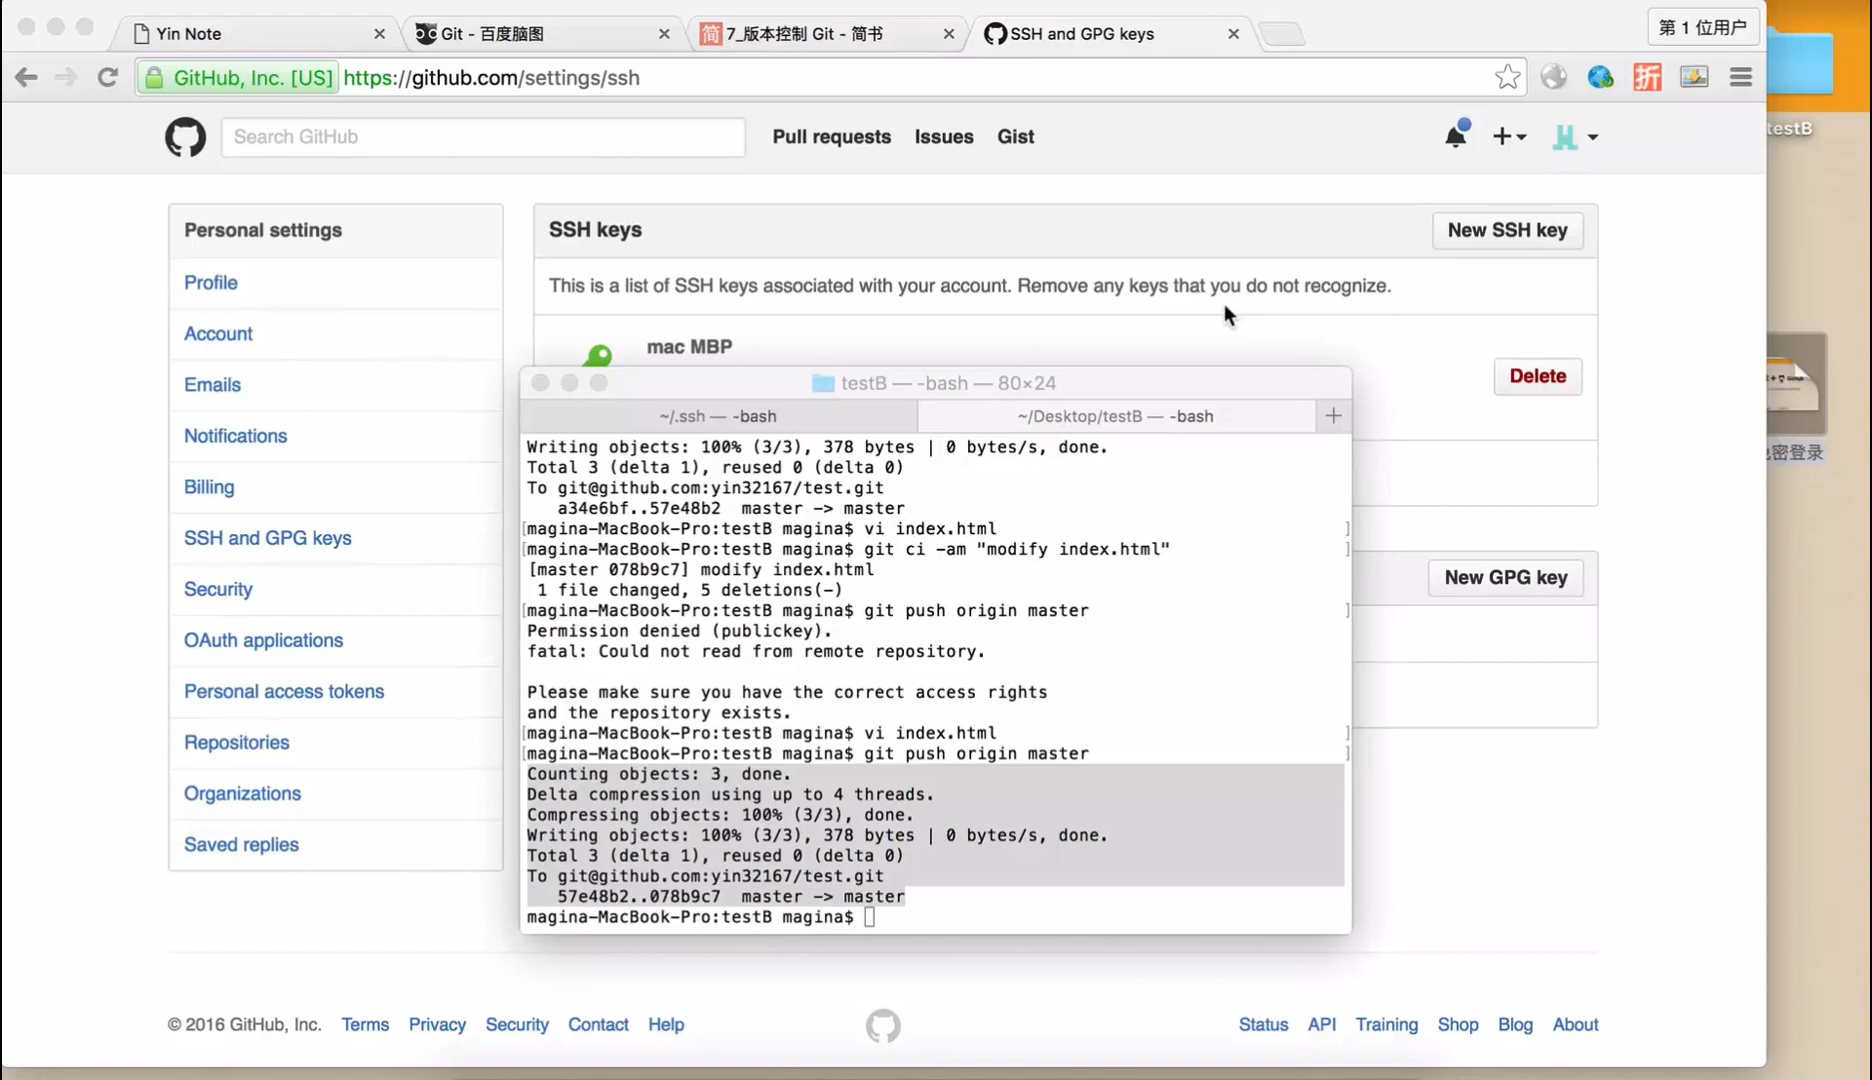 Yin Note
Git - 百度脑图
7_版本控制 Git - 简书
SSH and GPG keys
第 1 位用户
GitHub, Inc. [US]
https://github.com/settings/ssh
折
testB
Search GitHub
Pull requests
Issues
Gist
Personal settings
Profile
Account
Emails
Notifications
Billing
SSH and GPG keys
Security
OAuth applications
Personal access tokens
Repositories
Organizations
Saved replies
SSH keys
New SSH key
This is a list of SSH keys associated with your account. Remove any keys that you do not recognize.
mac MBP
Delete
New GPG key
密登录
testB — -bash — 80×24
~/.ssh — -bash
~/Desktop/testB — -bash
Writing objects: 100% (3/3), 378 bytes | 0 bytes/s, done.
Total 3 (delta 1), reused 0 (delta 0)
To git@github.com:yin32167/test.git
a34e6bf..57e48b2 master -> master
[magina-MacBook-Pro:testB magina$ vi index.html ]
[magina-MacBook-Pro:testB magina$ git ci -am "modify index.html" ]
[master 078b9c7] modify index.html
1 file changed, 5 deletions(-)
[magina-MacBook-Pro:testB magina$ git push origin master ]
Permission denied (publickey).
fatal: Could not read from remote repository.
Please make sure you have the correct access rights
and the repository exists.
[magina-MacBook-Pro:testB magina$ vi index.html ]
[magina-MacBook-Pro:testB magina$ git push origin master ]
Counting objects: 3, done.
Delta compression using up to 4 threads.
Compressing objects: 100% (3/3), done.
Writing objects: 100% (3/3), 378 bytes | 0 bytes/s, done.
Total 3 (delta 1), reused 0 (delta 0)
To git@github.com:yin32167/test.git
57e48b2..078b9c7 master -> master
magina-MacBook-Pro:testB magina$
© 2016 GitHub, Inc.
Terms
Privacy
Security
Contact
Help
Status
API
Training
Shop
Blog
About